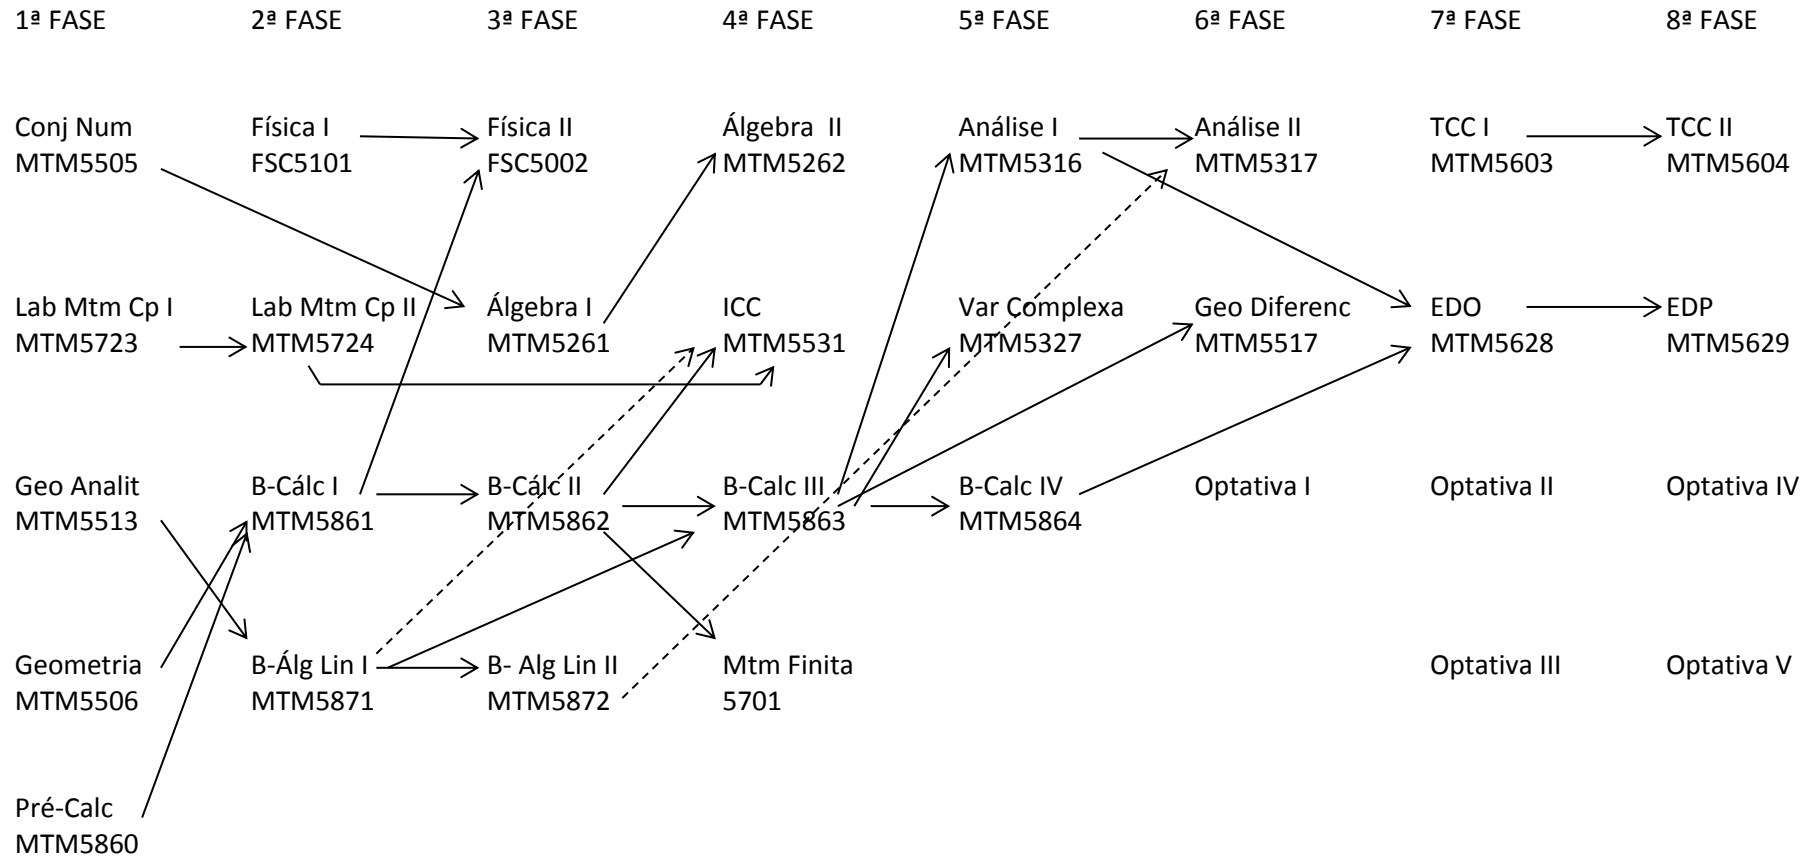 1ª FASE 2ª FASE 3ª FASE 4ª FASE 5ª FASE 6ª FASE 7ª FASE 8ª FASE
Conj Num Física I Física II Álgebra II Análise I Análise II TCC I TCC II
MTM5505 FSC5101 FSC5002 MTM5262 MTM5316 MTM5317 MTM5603 MTM5604
Lab Mtm Cp I Lab Mtm Cp II Álgebra I ICC Var Complexa Geo Diferenc EDO EDP
MTM5723 MTM5724 MTM5261 MTM5531 MTM5327 MTM5517 MTM5628 MTM5629
Geo Analit B-Cálc I B-Cálc II B-Calc III B-Calc IV Optativa I Optativa II Optativa IV
MTM5513 MTM5861 MTM5862 MTM5863 MTM5864
Geometria B-Álg Lin I B- Alg Lin II Mtm Finita Optativa III Optativa V
MTM5506 MTM5871 MTM5872 5701
Pré-Calc
MTM5860